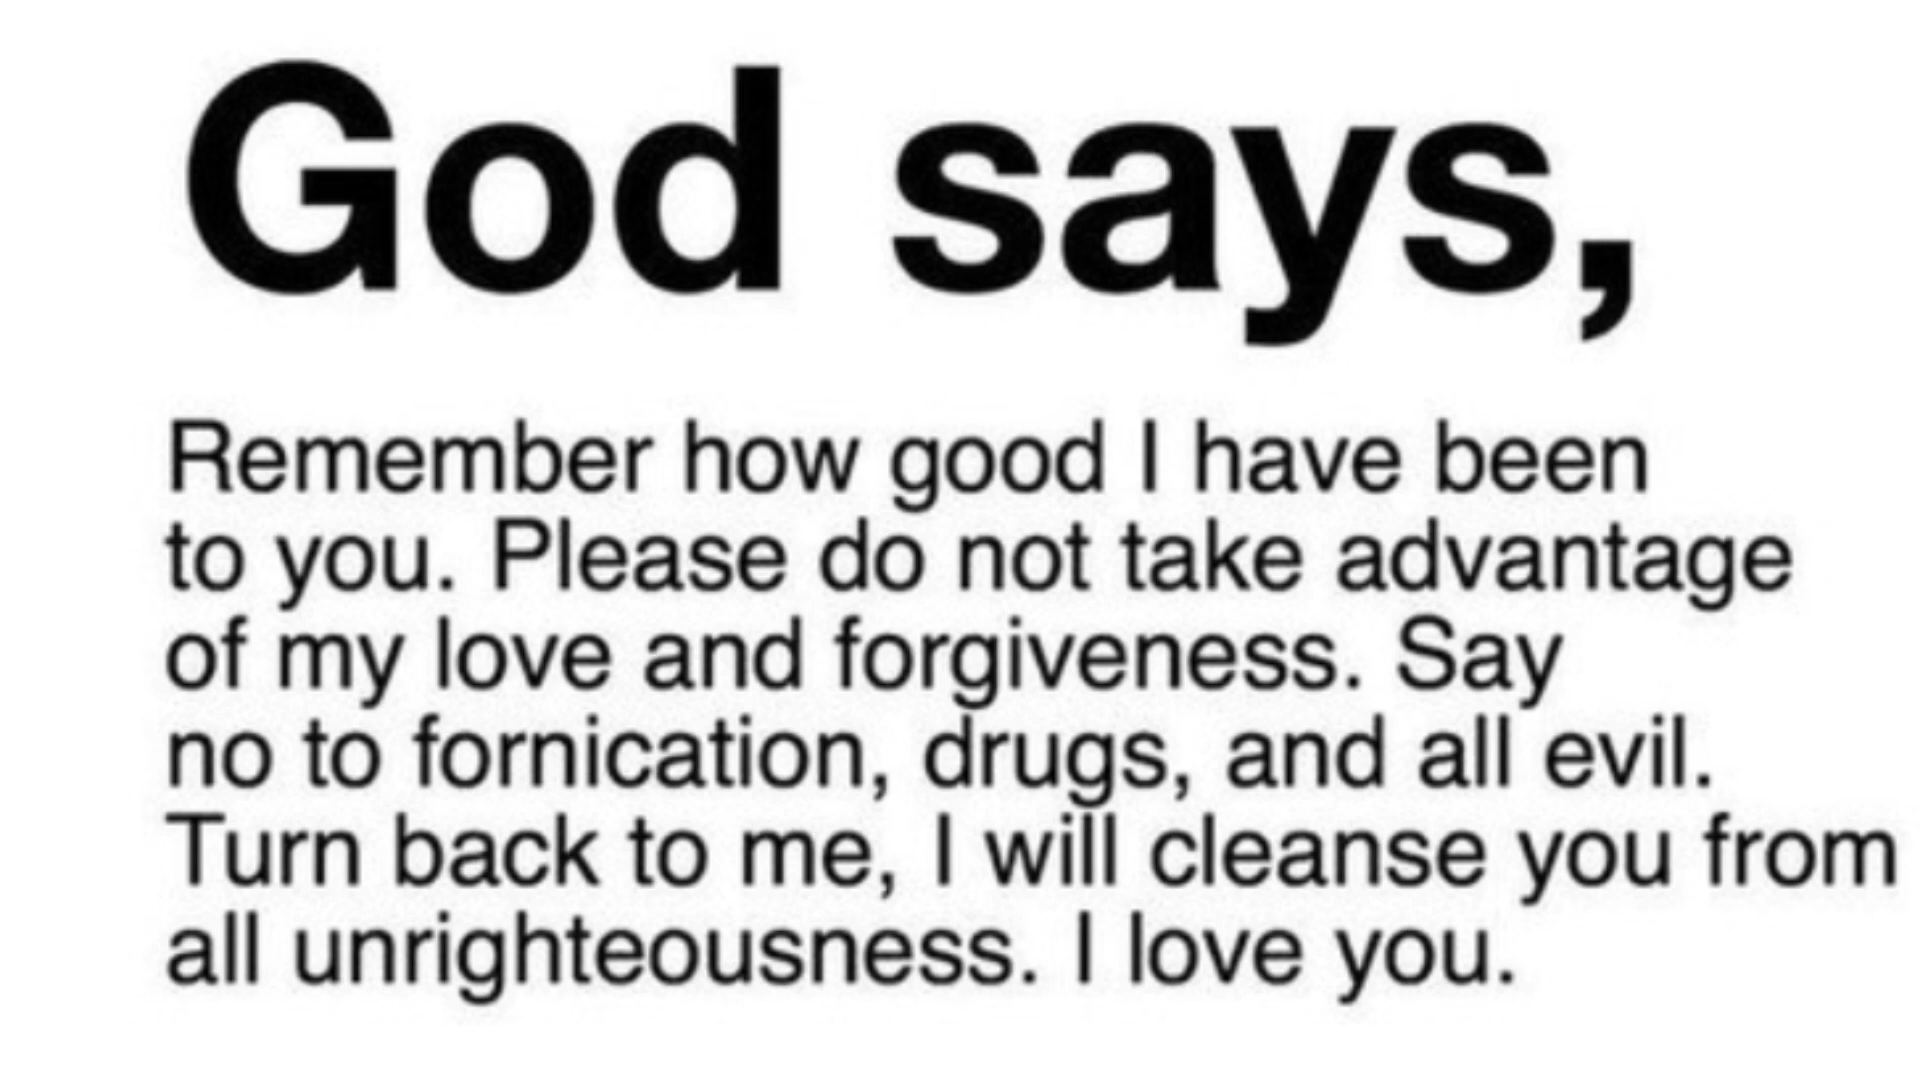 God says,
Remember how good I have been
to you. Please do not take advantage
of my love and forgiveness. Say
no to fornication, drugs, and all evil.
Turn back to me, I will cleanse you from
all unrighteousness. I love you.